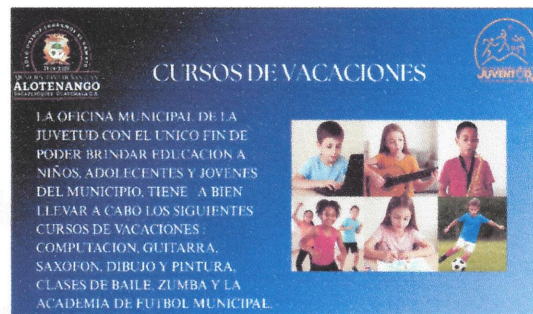 ALOTENANGO
JUVENTUD
CURSOS DE VACACIONES
LA OFICINA MUNICIPAL DE LA
JUVETUD CON EL UNICO FIN DE
PODER BRINDAR EDUCACION A
NIÑOS, ADOLECENTES Y JOVENES
DEL MUNICIPIO, TIENE A BIEN
LLEVAR A CABO LOS SIGUIENTES
CURSOS DE VACACIONES :
COMPUTACION, GUITARRA,
SAXOFON, DIBUJO Y PINTURA,
CLASES DE BAILE, ZUMBA Y LA
ACADEMIA DE FUTBOL MUNICIPAL.